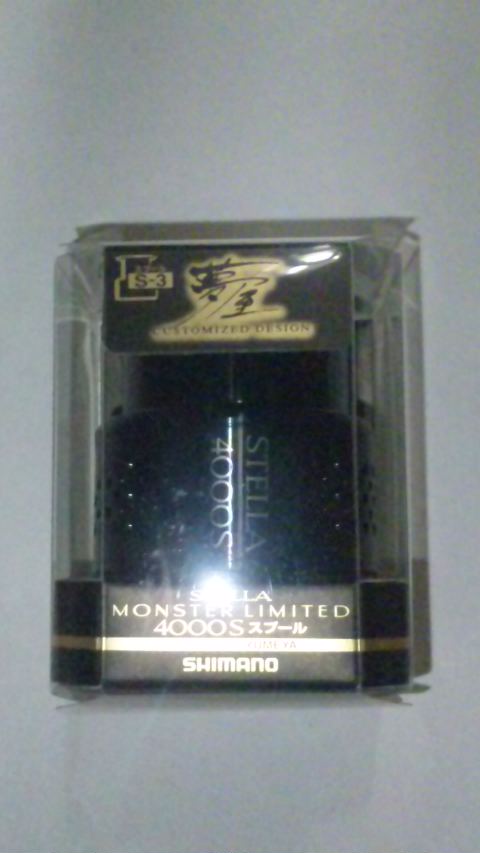 S-3
夢屋
CUSTOMIZED DESIGN
STELLA
4000S
STELLA
MONSTER LIMITED
4000S スプール
YUMEYA
SHIMANO